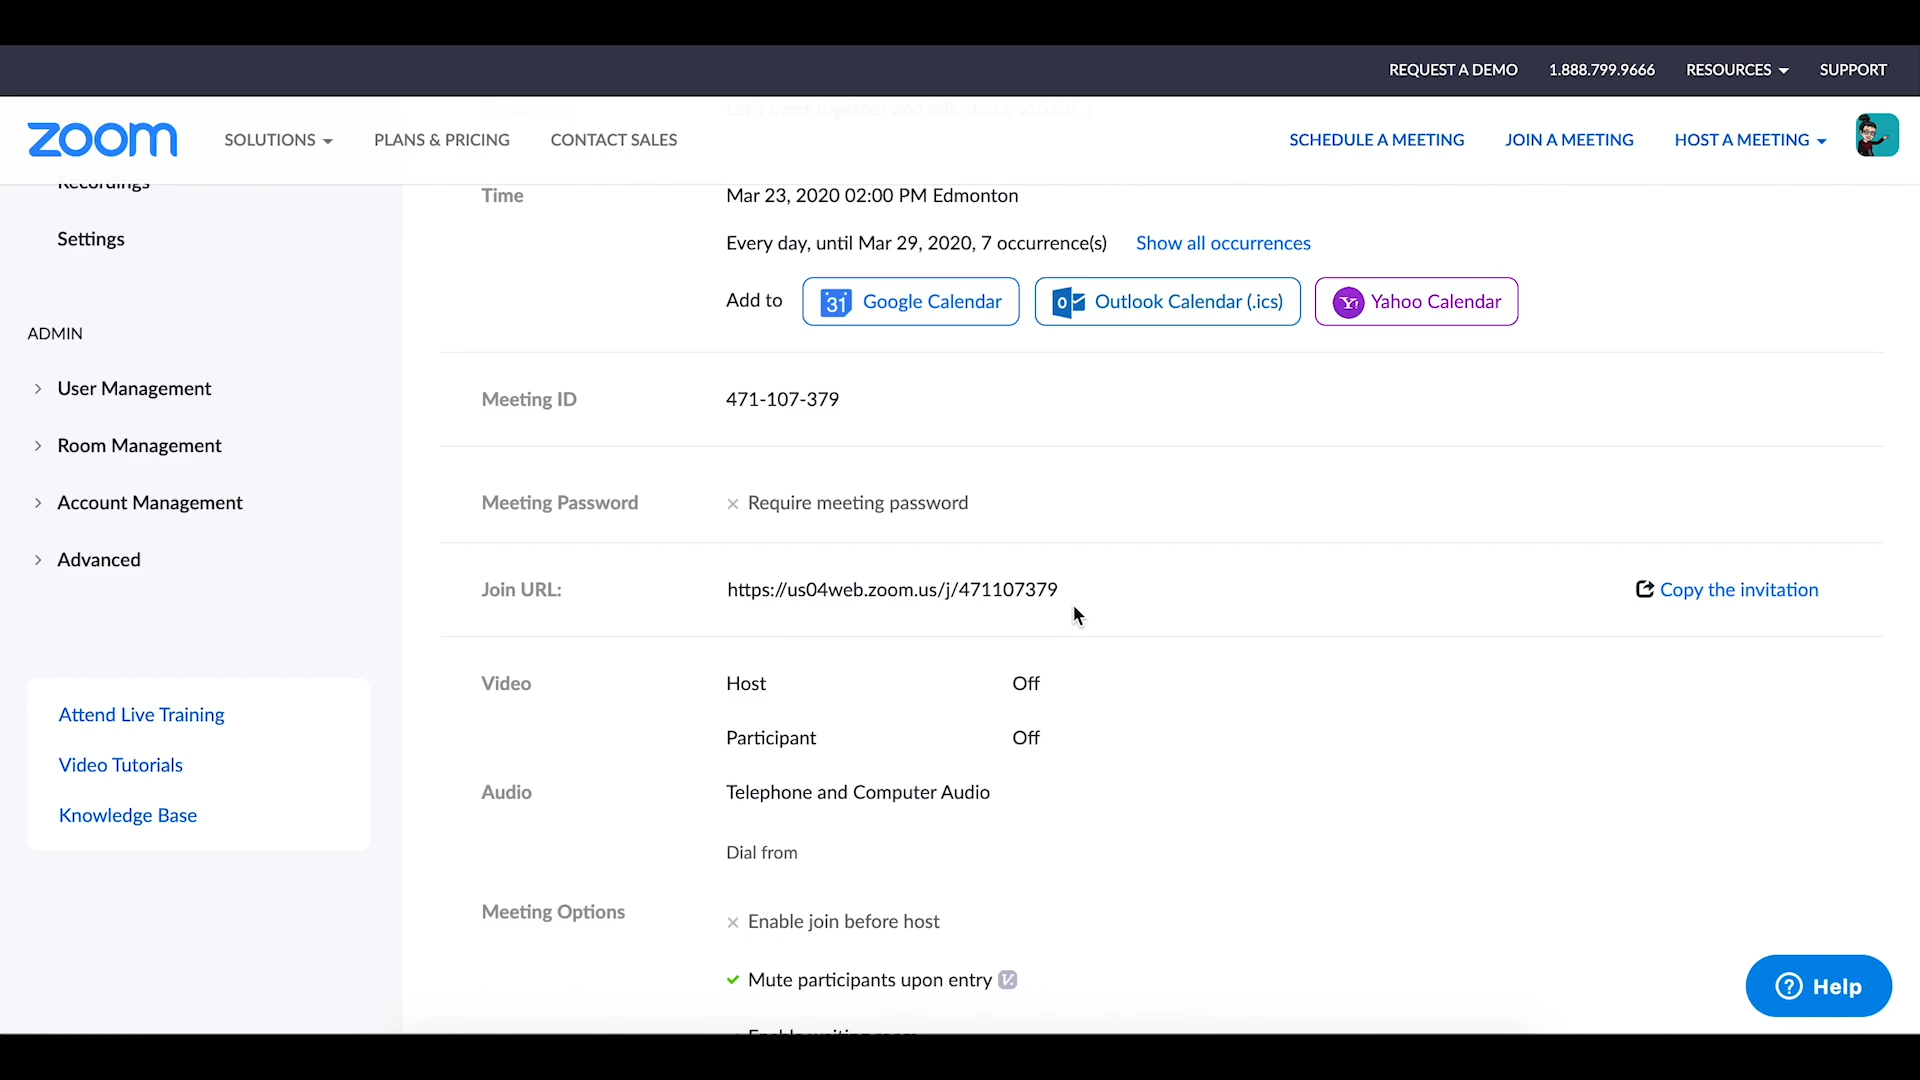 REQUEST A DEMO 1.888.799.9666 RESOURCES SUPPORT
zoom SOLUTIONS PLANS & PRICING CONTACT SALES SCHEDULE A MEETING JOIN A MEETING HOST A MEETING
Recordings
Settings
ADMIN
User Management
Room Management
Account Management
Advanced
Attend Live Training
Video Tutorials
Knowledge Base
Time Mar 23, 2020 02:00 PM Edmonton
Every day, until Mar 29, 2020, 7 occurrence(s) Show all occurrences
Add to 31 Google Calendar Outlook Calendar (.ics) Yahoo Calendar
Meeting ID 471-107-379
Meeting Password Require meeting password
Join URL: https://us04web.zoom.us/j/471107379 Copy the invitation
Video Host Off
Participant Off
Audio Telephone and Computer Audio
Dial from
Meeting Options Enable join before host
Mute participants upon entry
Enable waiting room
Help